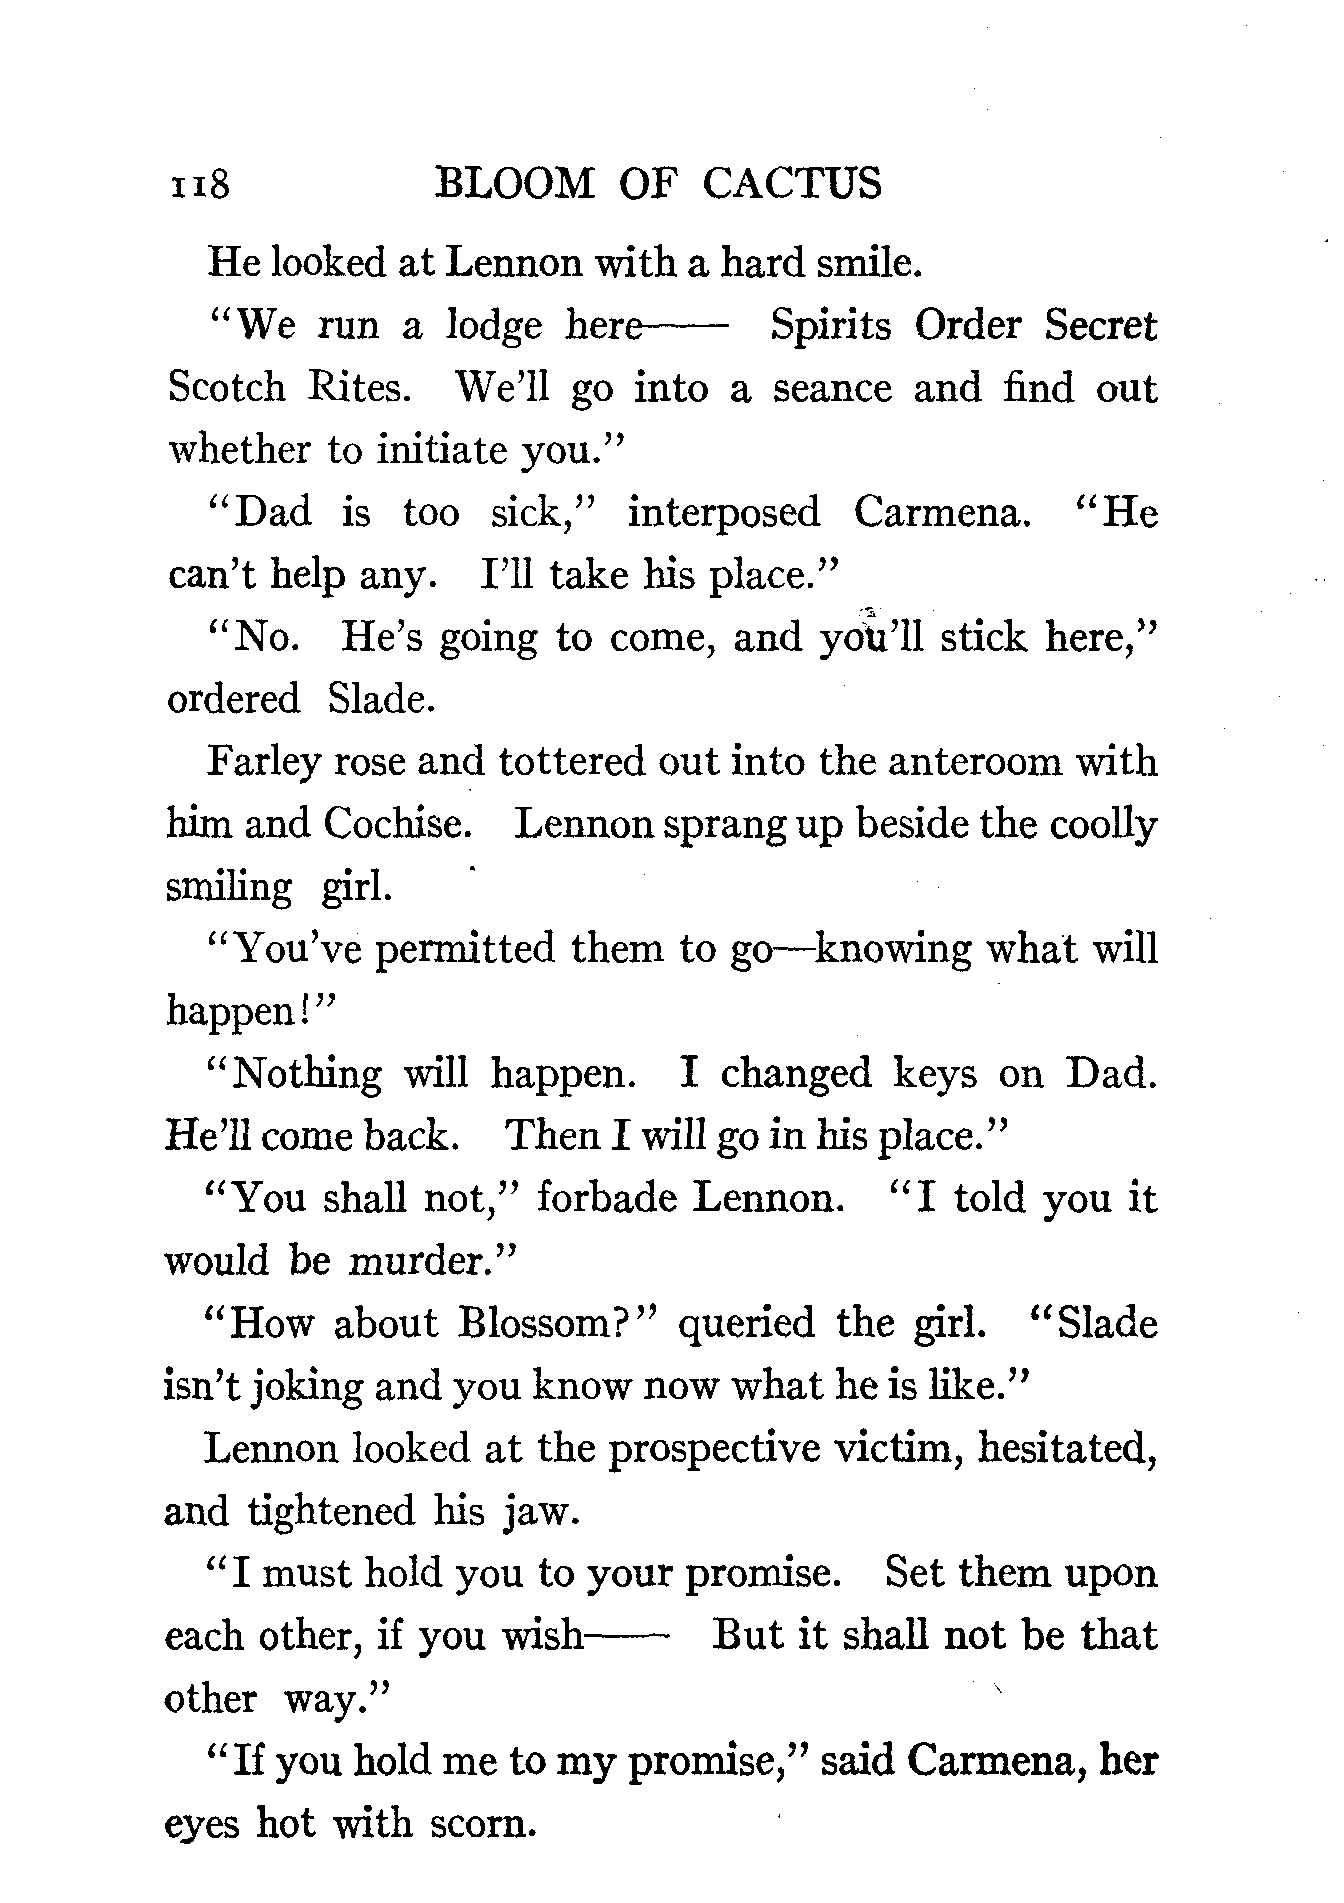 118 BLOOM OF CACTUS
He looked at Lennon with a hard smile.
"We run a lodge here—— Spirits Order Secret
Scotch Rites. We'll go into a seance and find out
whether to initiate you."
"Dad is too sick," interposed Carmena. "He
can't help any. I'll take his place."
"No. He's going to come, and you'll stick here,"
ordered Slade.
Farley rose and tottered out into the anteroom with
him and Cochise. Lennon sprang up beside the coolly
smiling girl.
"You've permitted them to go—knowing what will
happen!"
"Nothing will happen. I changed keys on Dad.
He'll come back. Then I will go in his place."
"You shall not," forbade Lennon. "I told you it
would be murder."
"How about Blossom?" queried the girl. "Slade
isn't joking and you know now what he is like."
Lennon looked at the prospective victim, hesitated,
and tightened his jaw.
"I must hold you to your promise. Set them upon
each other, if you wish—— But it shall not be that
other way."
"If you hold me to my promise," said Carmena, her
eyes hot with scorn.